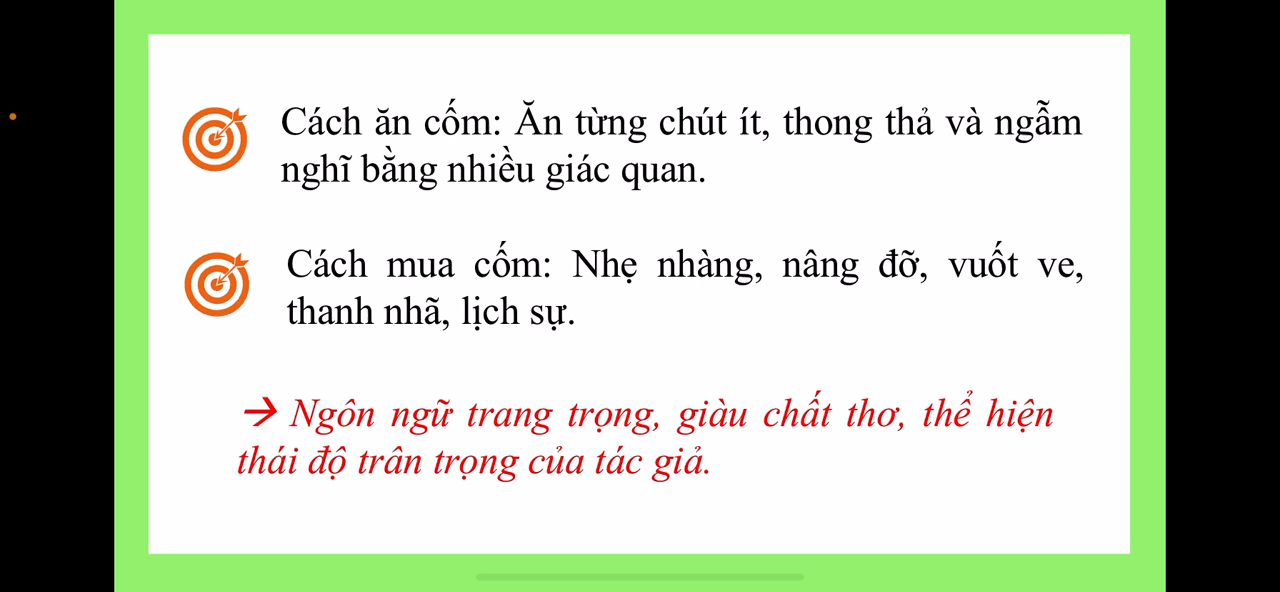 Cách ăn cốm: Ăn từng chút ít, thong thả và ngẫm
nghĩ bằng nhiều giác quan.
Cách mua cốm: Nhẹ nhàng, nâng đỡ, vuốt ve,
thanh nhã, lịch sự.
→ Ngôn ngữ trang trọng, giàu chất thơ, thể hiện
thái độ trân trọng của tác giả.